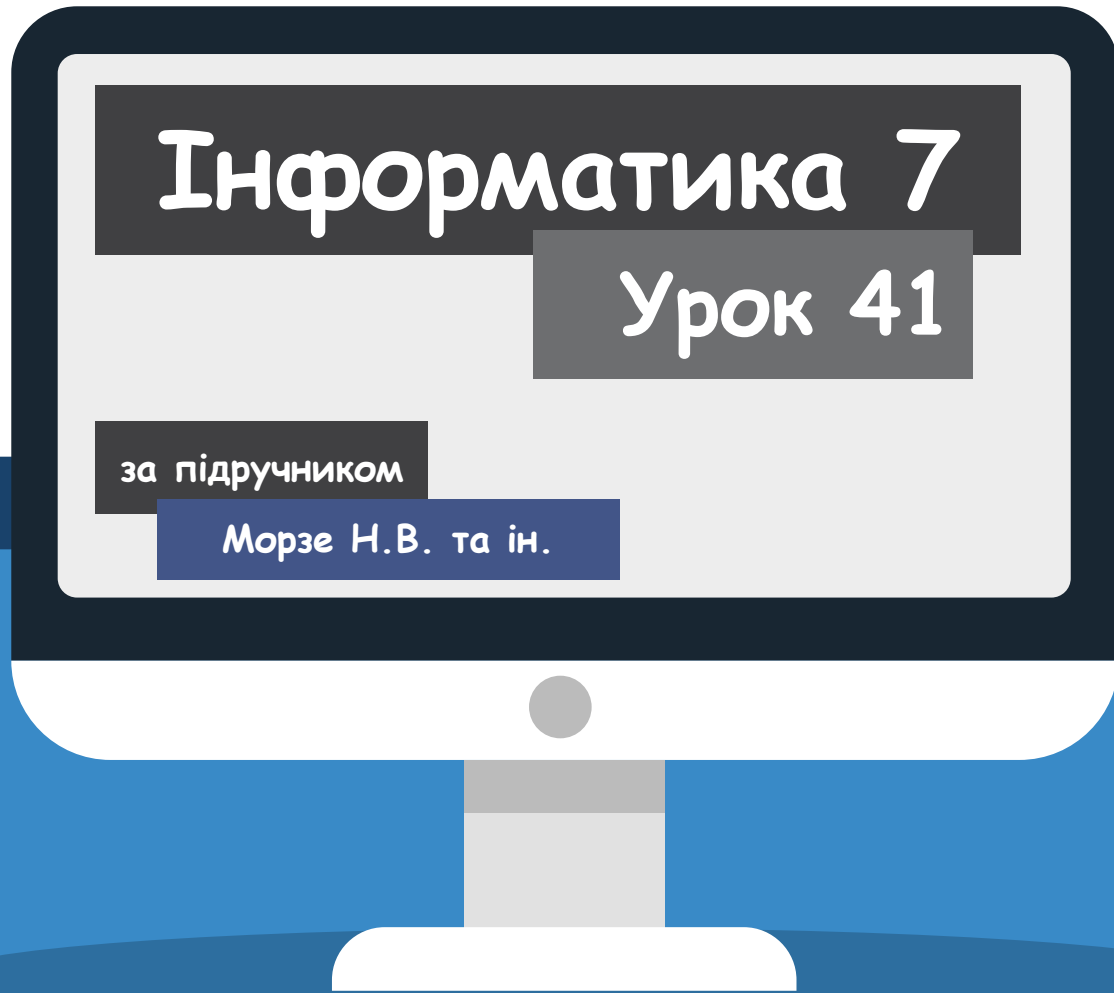 Інформатика 7
Урок 41
за підручником
Морзе Н.В. та ін.